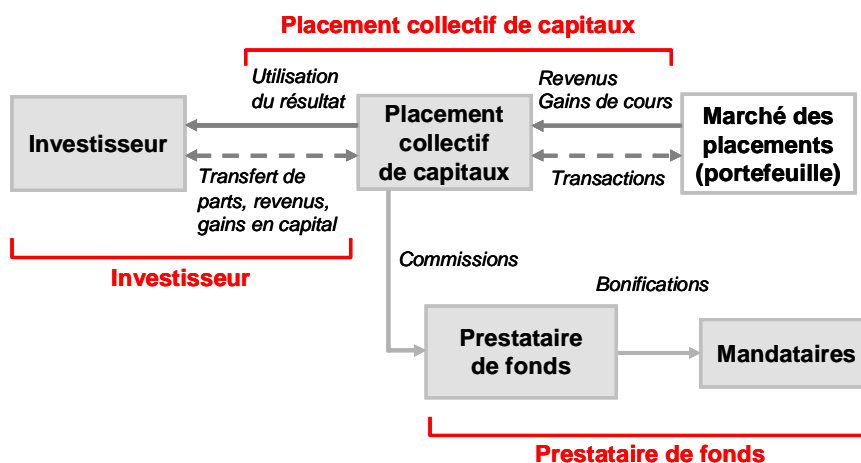 Placement collectif de capitaux
Utilisation
du résultat
Revenus
Gains de cours
Investisseur
Placement
collectif
de capitaux
Marché des
placements
(portefeuille)
Transfert de
parts, revenus,
gains en capital
Transactions
Investisseur
Commissions
Bonifications
Prestataire
de fonds
Mandataires
Prestataire de fonds